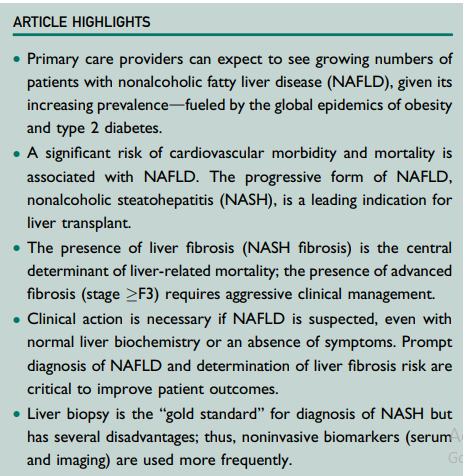 ARTICLE HIGHLIGHTS
• Primary care providers can expect to see growing numbers of
patients with nonalcoholic fatty liver disease (NAFLD), given its
increasing prevalence—fueled by the global epidemics of obesity
and type 2 diabetes.
• A significant risk of cardiovascular morbidity and mortality is
associated with NAFLD. The progressive form of NAFLD,
nonalcoholic steatohepatitis (NASH), is a leading indication for
liver transplant.
• The presence of liver fibrosis (NASH fibrosis) is the central
determinant of liver-related mortality; the presence of advanced
fibrosis (stage ≥F3) requires aggressive clinical management.
• Clinical action is necessary if NAFLD is suspected, even with
normal liver biochemistry or an absence of symptoms. Prompt
diagnosis of NAFLD and determination of liver fibrosis risk are
critical to improve patient outcomes.
• Liver biopsy is the “gold standard” for diagnosis of NASH but
has several disadvantages; thus, noninvasive biomarkers (serum
and imaging) are used more frequently.